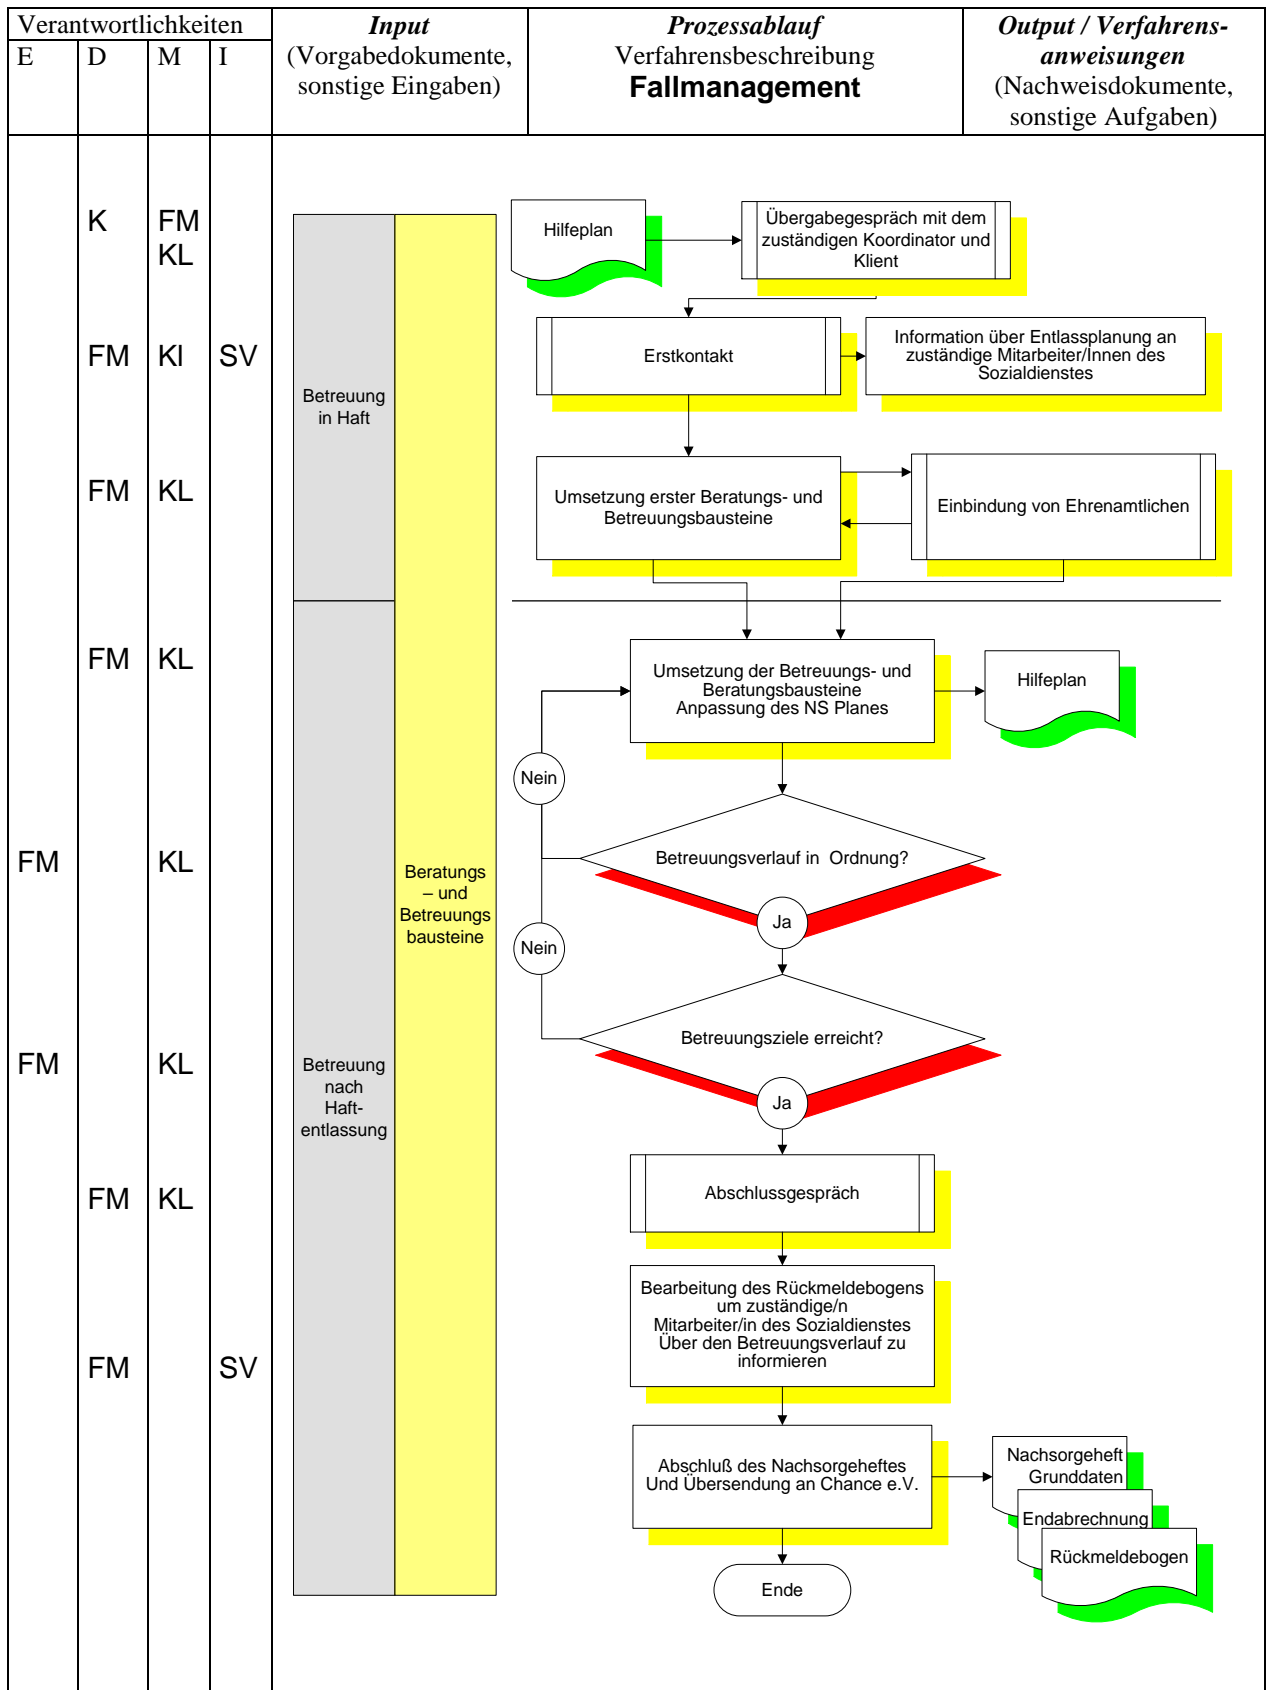 Verantwortlichkeiten
E D M I
Input
(Vorgabedokumente,
sonstige Eingaben)
Prozessablauf
Verfahrensbeschreibung
Fallmanagement
Output / Verfahrens-
anweisungen
(Nachweisdokumente,
sonstige Aufgaben)
K FM
KL
Hilfeplan
Übergabegespräch mit dem
zuständigen Koordinator und
Klient
FM KI SV
Erstkontakt
Information über Entlassplanung an
zuständige Mitarbeiter/Innen des
Sozialdienstes
Betreuung
in Haft
FM KL
Umsetzung erster Beratungs- und
Betreuungsbausteine
Einbindung von Ehrenamtlichen
FM KL
Umsetzung der Betreuungs- und
Beratungsbausteine
Anpassung des NS Planes
Hilfeplan
Nein
FM KL
Beratungs
– und
Betreuungs
bausteine
Betreuungsverlauf in Ordnung?
Ja
Nein
FM KL
Betreuung
nach
Haft-
entlassung
Betreuungsziele erreicht?
Ja
FM KL
Abschlussgespräch
Bearbeitung des Rückmeldebogens
um zuständige/n
Mitarbeiter/in des Sozialdienstes
Über den Betreuungsverlauf zu
informieren
FM SV
Abschluß des Nachsorgeheftes
Und Übersendung an Chance e.V.
Nachsorgeheft
Grunddaten
Endabrechnung
Rückmeldebogen
Ende